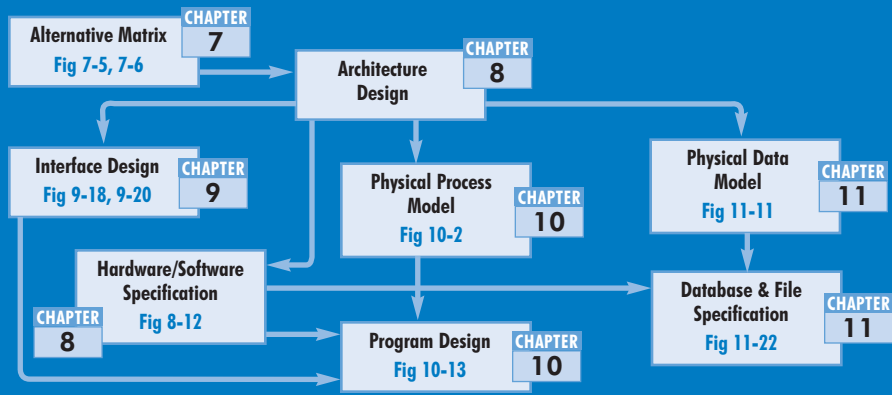 Alternative Matrix
Fig 7-5, 7-6
CHAPTER
7
Architecture
Design
CHAPTER
8
Interface Design
Fig 9-18, 9-20
CHAPTER
9
Physical Process
Model
Fig 10-2
CHAPTER
10
Physical Data
Model
Fig 11-11
CHAPTER
11
Hardware/Software
Specification
Fig 8-12
CHAPTER
8
Program Design
Fig 10-13
CHAPTER
10
Database & File
Specification
Fig 11-22
CHAPTER
11